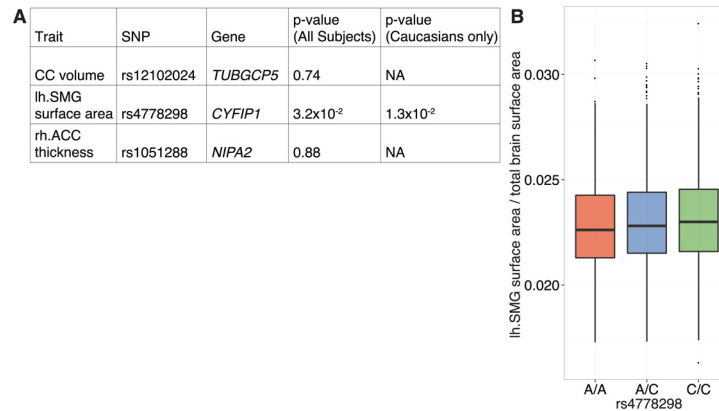 A
Trait SNP Gene p-value (All Subjects) p-value (Caucasians only)
CC volume rs12102024 TUBGCP5 0.74 NA
lh.SMG surface area rs4778298 CYFIP1 3.2x10⁻² 1.3x10⁻²
rh.ACC thickness rs1051288 NIPA2 0.88 NA
B
lh.SMG surface area / total brain surface area
0.030
0.025
0.020
A/A A/C C/C
rs4778298